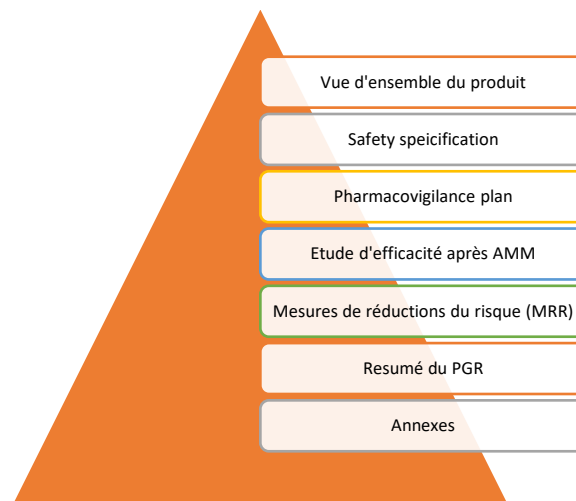 Vue d'ensemble du produit
Safety speicification
Pharmacovigilance plan
Etude d'efficacité après AMM
Mesures de réductions du risque (MRR)
Resumé du PGR
Annexes